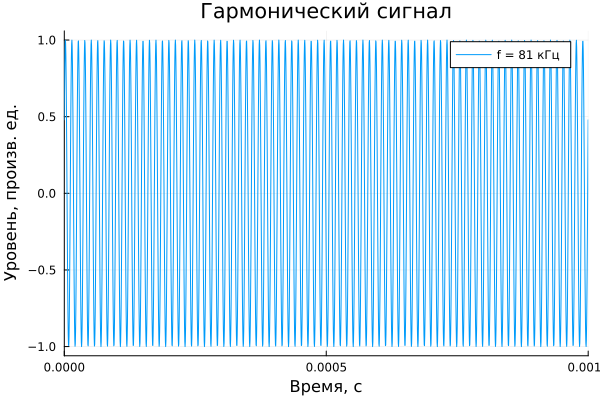 Гармонический сигнал
f = 81 кГц
Уровень, произв. ед.
1.0
0.5
0.0
−0.5
−1.0
0.0000
0.0005
0.001
Время, с